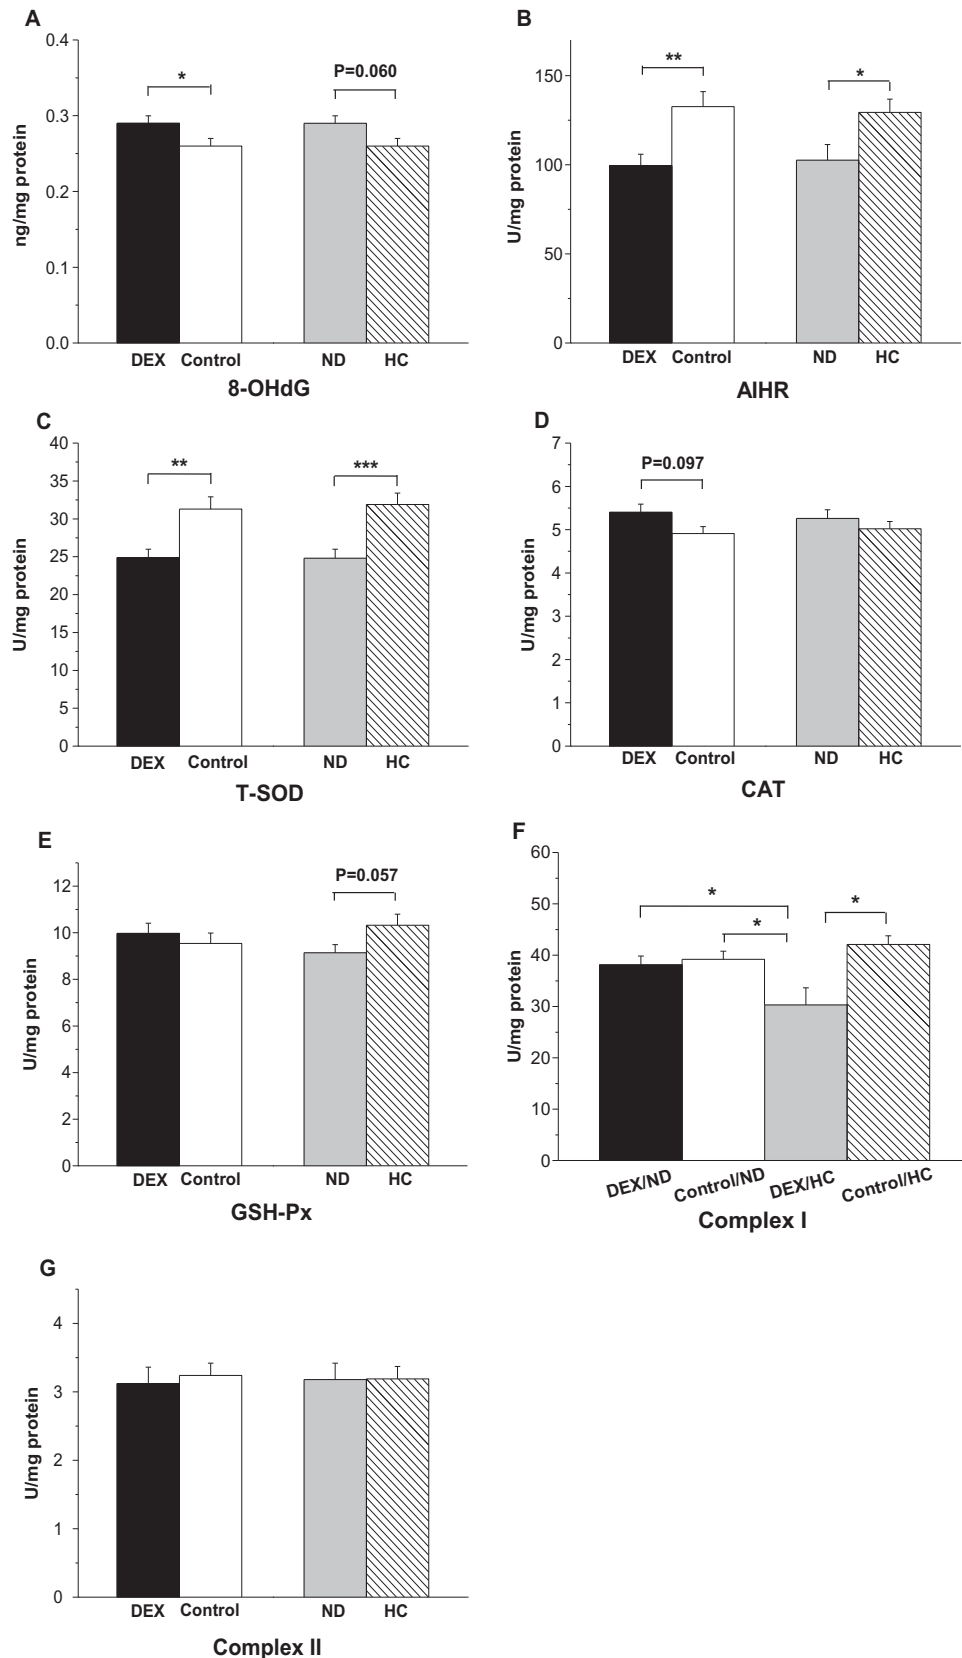 A
0.4
0.3
0.2
0.1
0.0
ng/mg protein
*
P=0.060
DEX Control ND HC
8-OHdG
B
150
100
50
0
U/mg protein
**
*
DEX Control ND HC
AIHR
C
40
35
30
25
20
15
10
5
0
U/mg protein
**
***
DEX Control ND HC
T-SOD
D
7
6
5
4
3
2
1
0
U/mg protein
P=0.097
DEX Control ND HC
CAT
E
12
10
8
6
4
2
0
U/mg protein
P=0.057
DEX Control ND HC
GSH-Px
F
60
50
40
30
20
10
0
U/mg protein
*
*
*
DEX/ND Control/ND DEX/HC Control/HC
Complex I
G
4
3
2
1
0
U/mg protein
DEX Control ND HC
Complex II